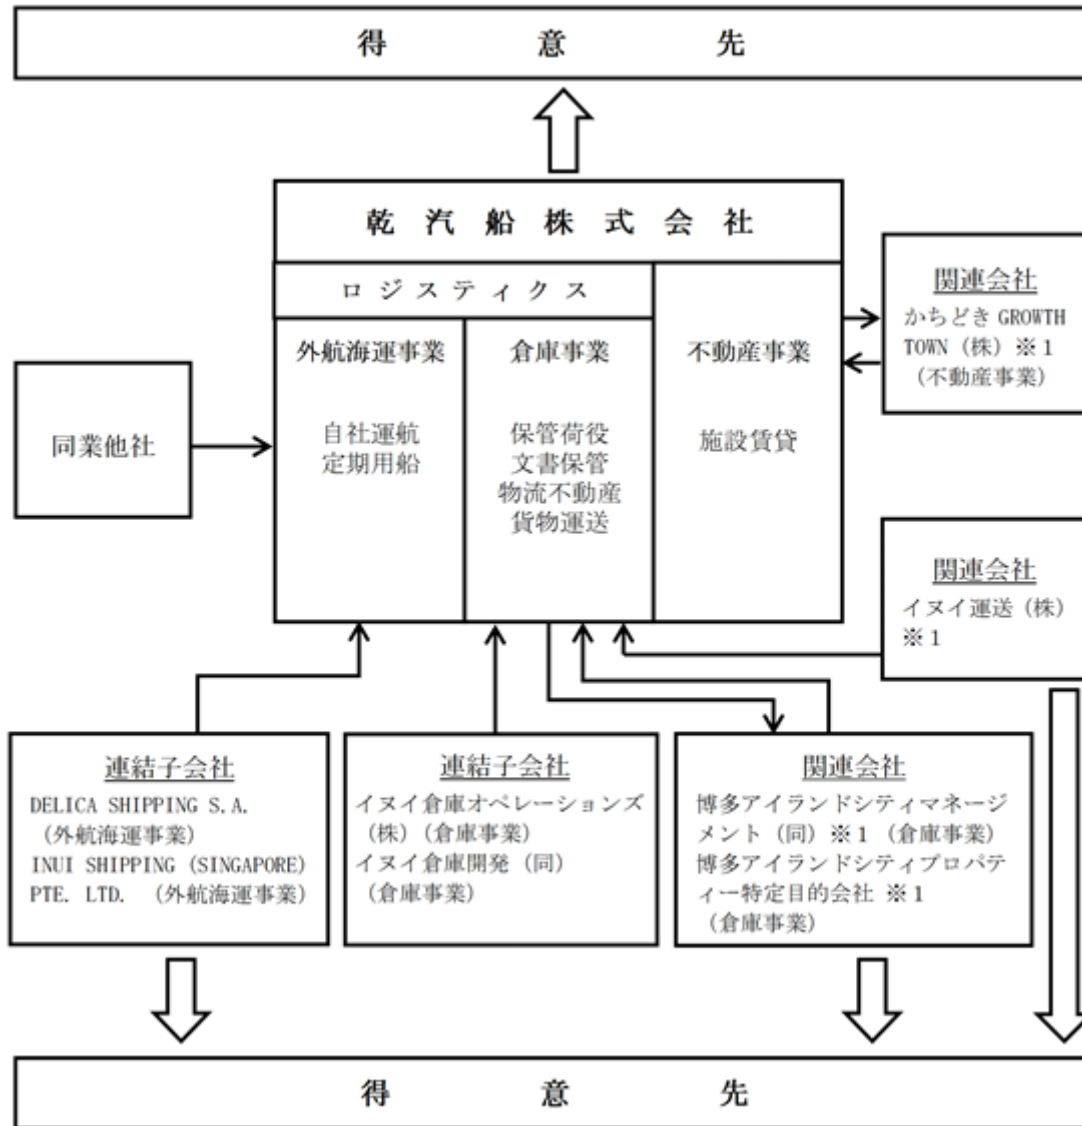 得意先
乾汽船株式会社
ロジスティクス
外航海運事業
自社運航
定期用船
倉庫事業
保管荷役
文書保管
物流不動産
貨物運送
不動産事業
施設賃貸
関連会社
かちどき GROWTH
TOWN（株）※１
（不動産事業）
同業他社
関連会社
イヌイ運送（株）
※１
連結子会社
DELICA SHIPPING S.A.
（外航海運事業）
INUI SHIPPING (SINGAPORE)
PTE. LTD. （外航海運事業）
連結子会社
イヌイ倉庫オペレーションズ
（株）（倉庫事業）
イヌイ倉庫開発（同）
（倉庫事業）
関連会社
博多アイランドシティマネージ
メント（同）※１（倉庫事業）
博多アイランドシティプロパテ
ィー特定目的会社 ※１
（倉庫事業）
得意先